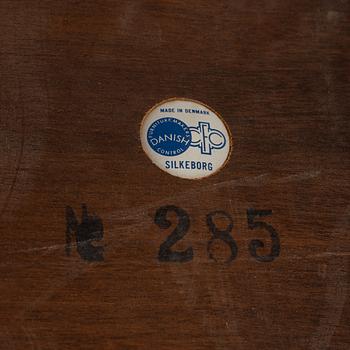 MADE IN DENMARK
FURNITURE MAKERS
DANISH
CONTROL
SILKEBORG
№ 285